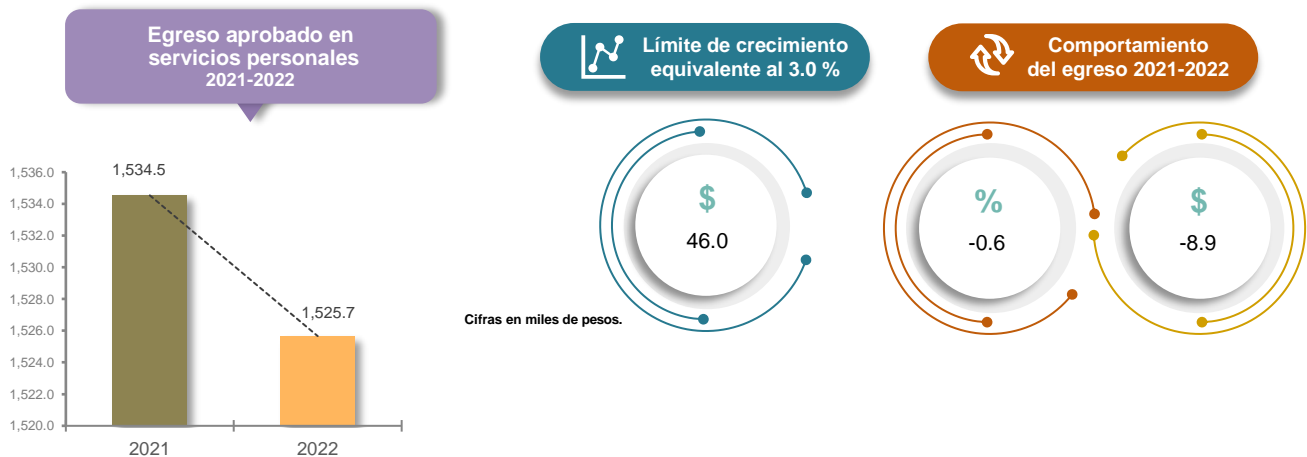 Egreso aprobado en
servicios personales
2021-2022
1,536.0
1,534.0
1,532.0
1,530.0
1,528.0
1,526.0
1,524.0
1,522.0
1,520.0
1,534.5
1,525.7
2021
2022
Límite de crecimiento
equivalente al 3.0 %
$
46.0
Cifras en miles de pesos.
Comportamiento
del egreso 2021-2022
%
-0.6
$
-8.9